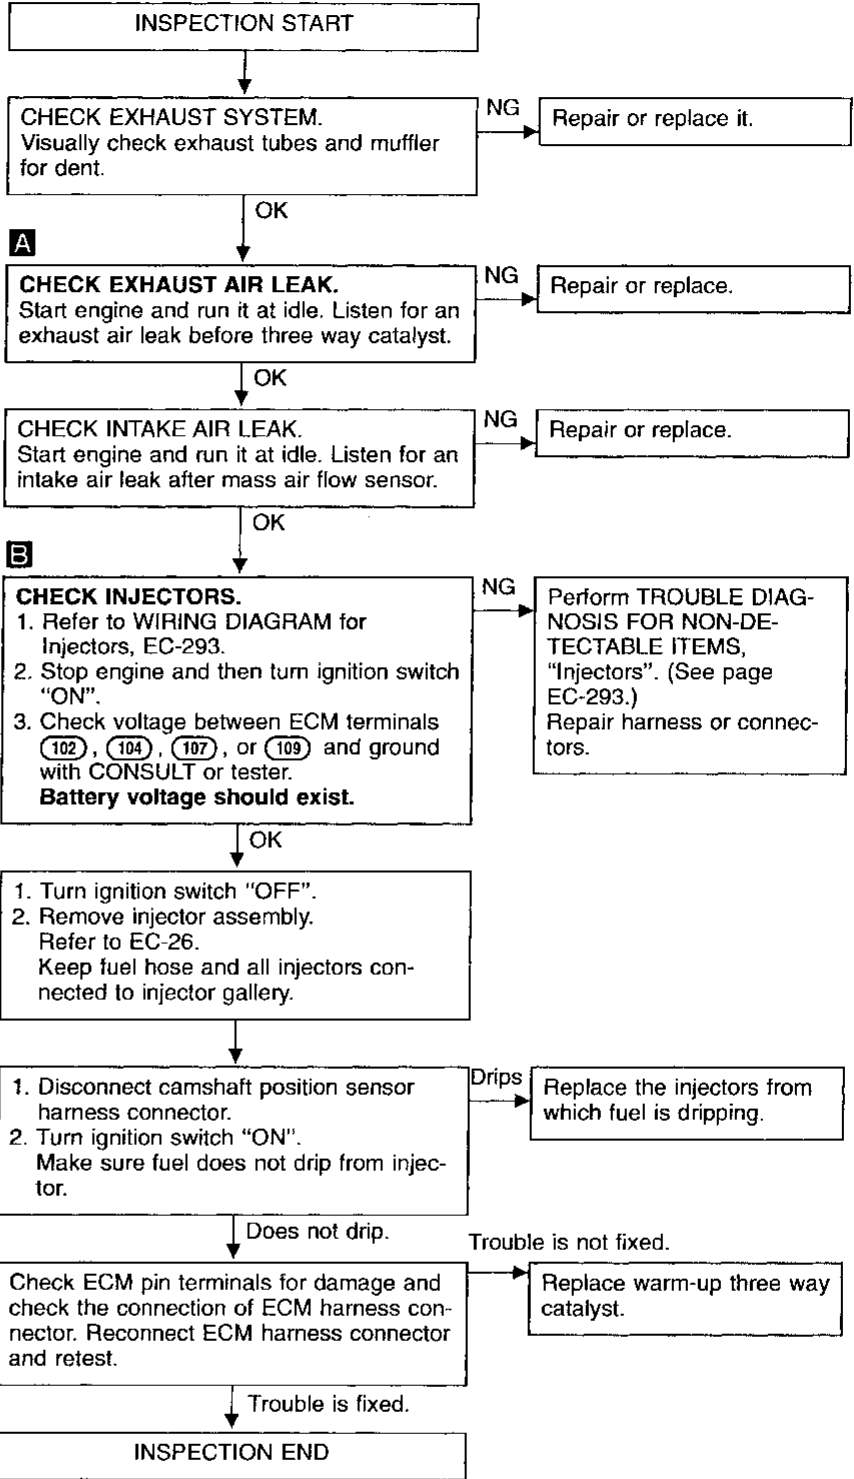 INSPECTION START
CHECK EXHAUST SYSTEM.
Visually check exhaust tubes and muffler
for dent.
NG
Repair or replace it.
OK
A
CHECK EXHAUST AIR LEAK.
Start engine and run it at idle. Listen for an
exhaust air leak before three way catalyst.
NG
Repair or replace.
OK
CHECK INTAKE AIR LEAK.
Start engine and run it at idle. Listen for an
intake air leak after mass air flow sensor.
NG
Repair or replace.
OK
B
CHECK INJECTORS.
1. Refer to WIRING DIAGRAM for
Injectors, EC-293.
2. Stop engine and then turn ignition switch
"ON".
3. Check voltage between ECM terminals
102, 104, 107, or 109 and ground
with CONSULT or tester.
Battery voltage should exist.
NG
Perform TROUBLE DIAG-
NOSIS FOR NON-DE-
TECTABLE ITEMS,
"Injectors". (See page
EC-293.)
Repair harness or connec-
tors.
OK
1. Turn ignition switch "OFF".
2. Remove injector assembly.
Refer to EC-26.
Keep fuel hose and all injectors con-
nected to injector gallery.
1. Disconnect camshaft position sensor
harness connector.
2. Turn ignition switch "ON".
Make sure fuel does not drip from injec-
tor.
Drips
Replace the injectors from
which fuel is dripping.
Does not drip.
Check ECM pin terminals for damage and
check the connection of ECM harness con-
nector. Reconnect ECM harness connector
and retest.
Trouble is not fixed.
Replace warm-up three way
catalyst.
Trouble is fixed.
INSPECTION END